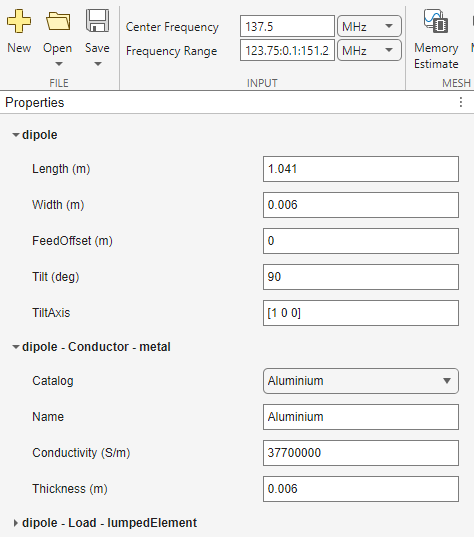 New Open Save
Center Frequency 137.5 MHz
Frequency Range 123.75:0.1:151.2 MHz
Memory
Estimate
FILE INPUT MESH
Properties
dipole
Length (m) 1.041
Width (m) 0.006
FeedOffset (m) 0
Tilt (deg) 90
TiltAxis [1 0 0]
dipole - Conductor - metal
Catalog Aluminium
Name Aluminium
Conductivity (S/m) 37700000
Thickness (m) 0.006
dipole - Load - lumpedElement